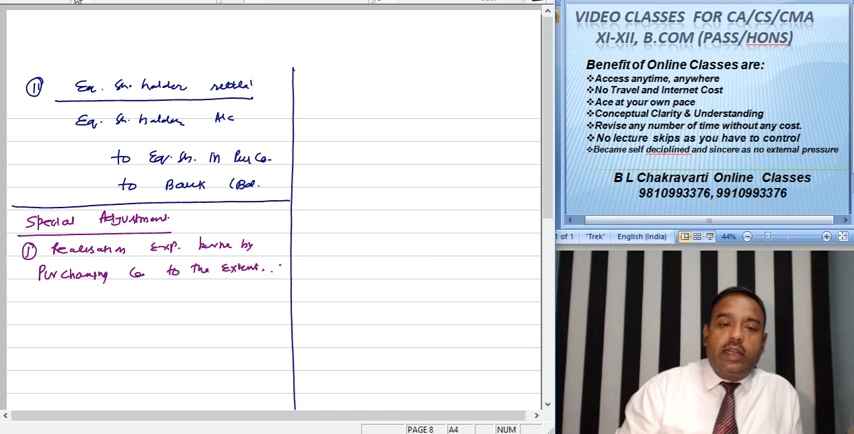 11 Eq. Sh. holder settled
Eq. Sh. holder A/c
to Eq. Sh. in Pur Co.
to Bank (Bal.
Special Adjustment.
1 Realisation Exp. borne by
Purchasing Co to the extent...
PAGE 8 A4 NUM
VIDEO CLASSES FOR CA/CS/CMA
XI-XII, B.COM (PASS/HONS)
Benefit of Online Classes are:
❖Access anytime, anywhere
❖No Travel and Internet Cost
❖Ace at your own pace
❖Conceptual Clarity & Understanding
❖Revise any number of time without any cost.
❖No lecture skips as you have to control
❖Became self deciplined and sincere as no external pressure
B L Chakravarti Online Classes
9810993376, 9910993376
1 of 1 "Trek" English (India) 44%